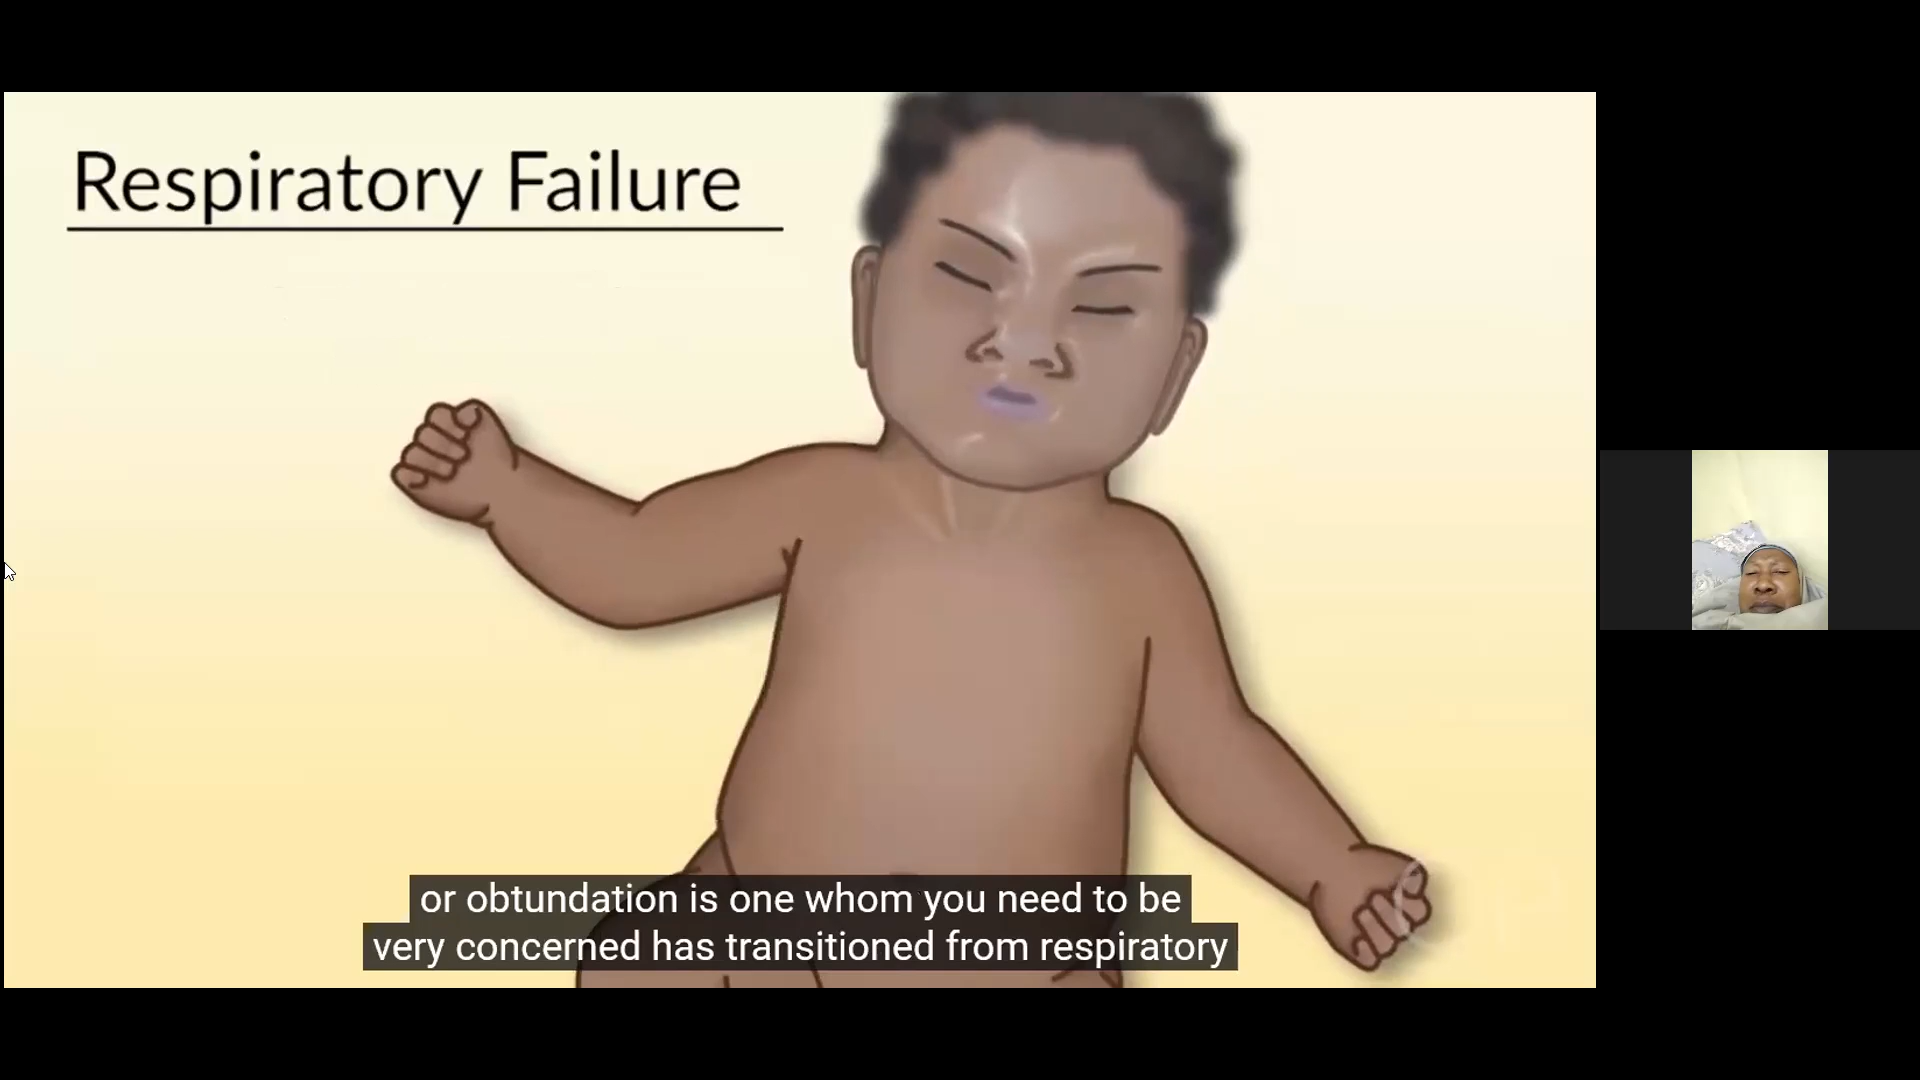 Respiratory Failure
or obtundation is one whom you need to be
very concerned has transitioned from respiratory